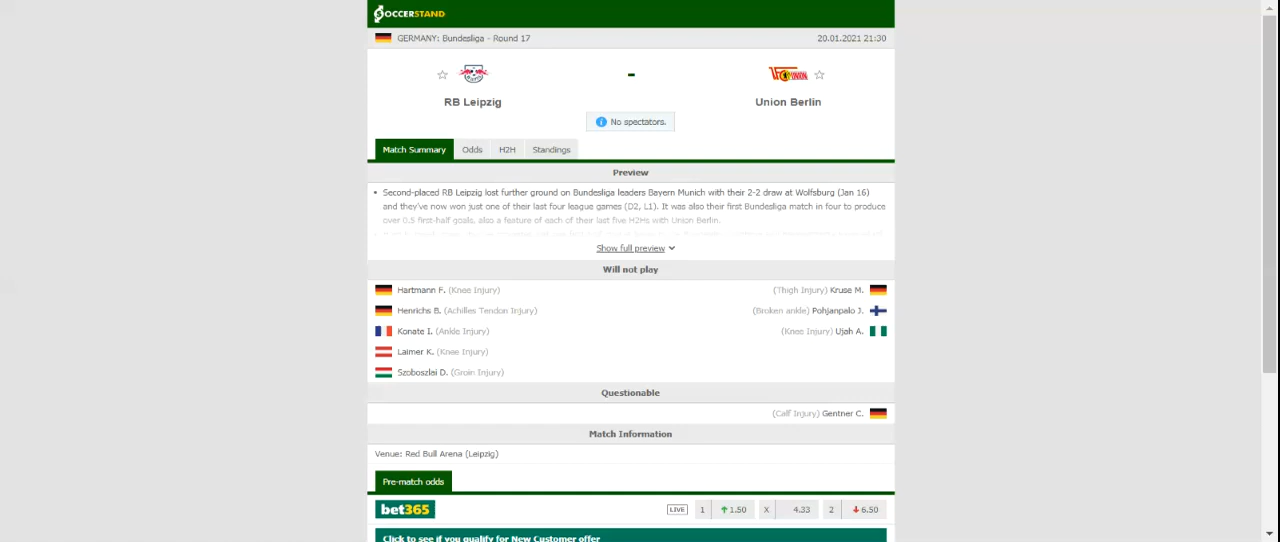 SOCCERSTAND
GERMANY: Bundesliga - Round 17 20.01.2021 21:30
RB Leipzig - Union Berlin
No spectators.
Match Summary Odds H2H Standings
Preview
Second-placed RB Leipzig lost further ground on Bundesliga leaders Bayern Munich with their 2-2 draw at Wolfsburg (Jan 16)
and they've now won just one of their last four league games (D2, L1). It was also their first Bundesliga match in four to produce
over 0.5 first-half goals, also a feature of each of their last five H2Hs with Union Berlin.
Show full preview
Will not play
Hartmann F. (Knee Injury) (Thigh Injury) Kruse M.
Henrichs B. (Achilles Tendon Injury) (Broken ankle) Pohjanpalo J.
Konate I. (Ankle Injury) (Knee Injury) Ujah A.
Laimer K. (Knee Injury)
Szoboszlai D. (Groin Injury)
Questionable
(Calf Injury) Gentner C.
Match Information
Venue: Red Bull Arena (Leipzig)
Pre-match odds
bet365 LIVE 1 1.50 X 4.33 2 6.50
Click to see if you qualify for New Customer offer